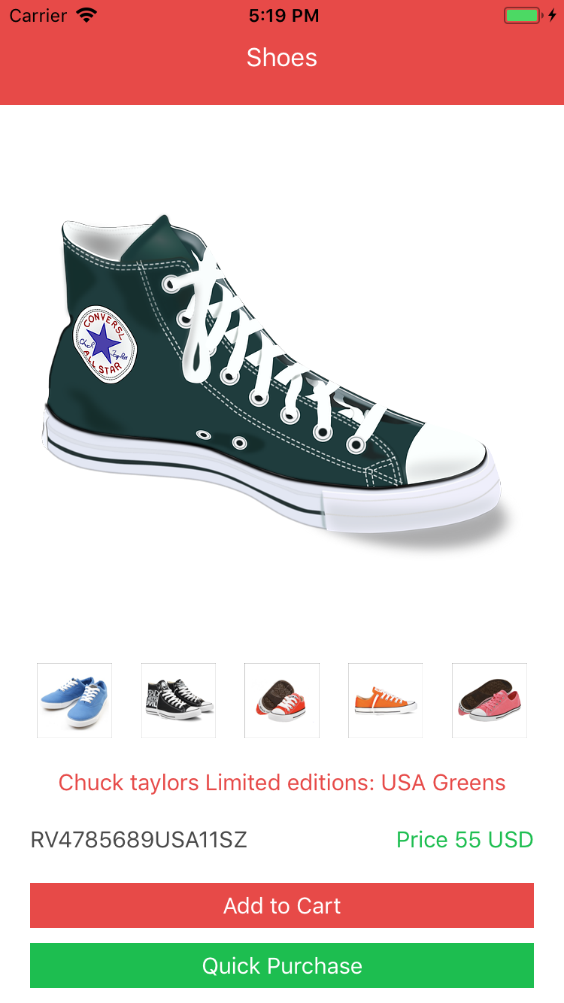 Carrier
5:19 PM
Shoes
CONVERSE
ALL STAR
Chuck taylors Limited editions: USA Greens
RV4785689USA11SZ
Price 55 USD
Add to Cart
Quick Purchase